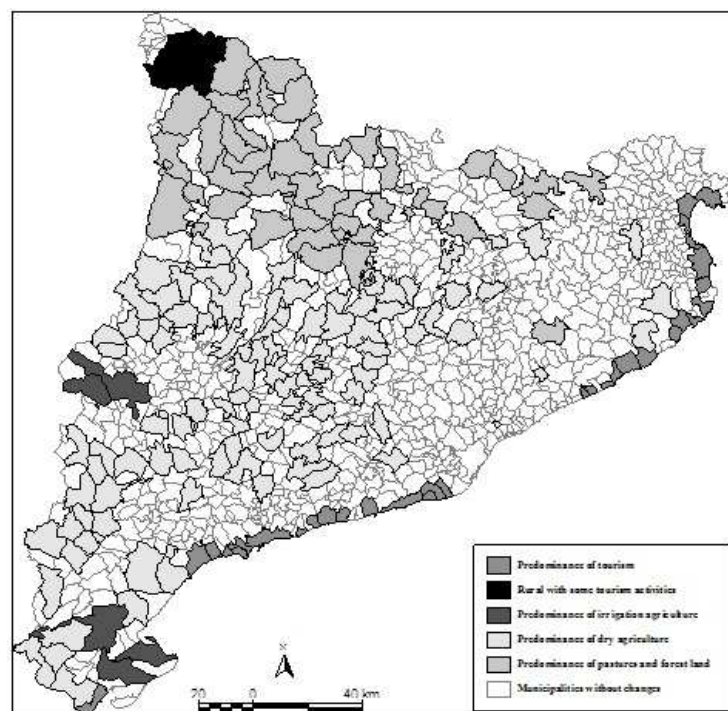 Predominance of tourism
Rural with some tourism activities
Predominance of irrigation agriculture
Predominance of dry agriculture
Predominance of pastures and forest land
Municipalities without changes
N
20 0 40 km